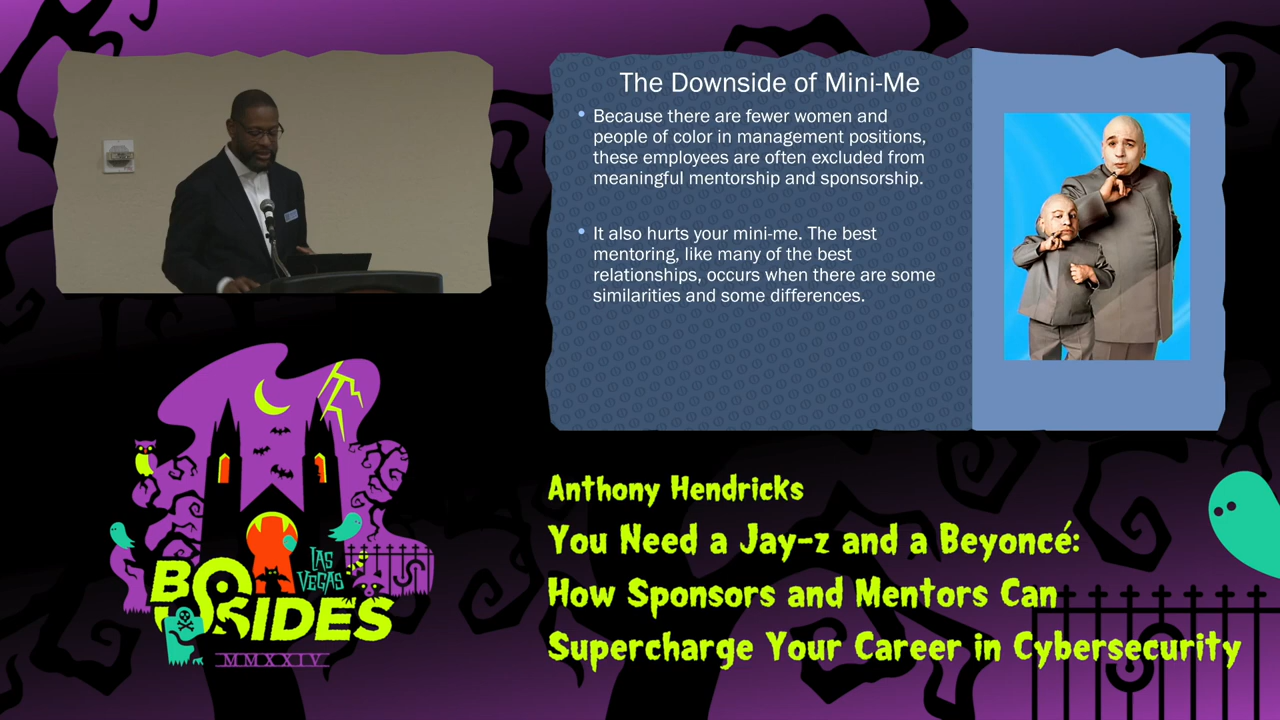 The Downside of Mini-Me
• Because there are fewer women and
people of color in management positions,
these employees are often excluded from
meaningful mentorship and sponsorship.
• It also hurts your mini-me. The best
mentoring, like many of the best
relationships, occurs when there are some
similarities and some differences.
LAS
VEGAS
BSIDES
MMXXIV
Anthony Hendricks
You Need a Jay-z and a Beyoncé:
How Sponsors and Mentors Can
Supercharge Your Career in Cybersecurity